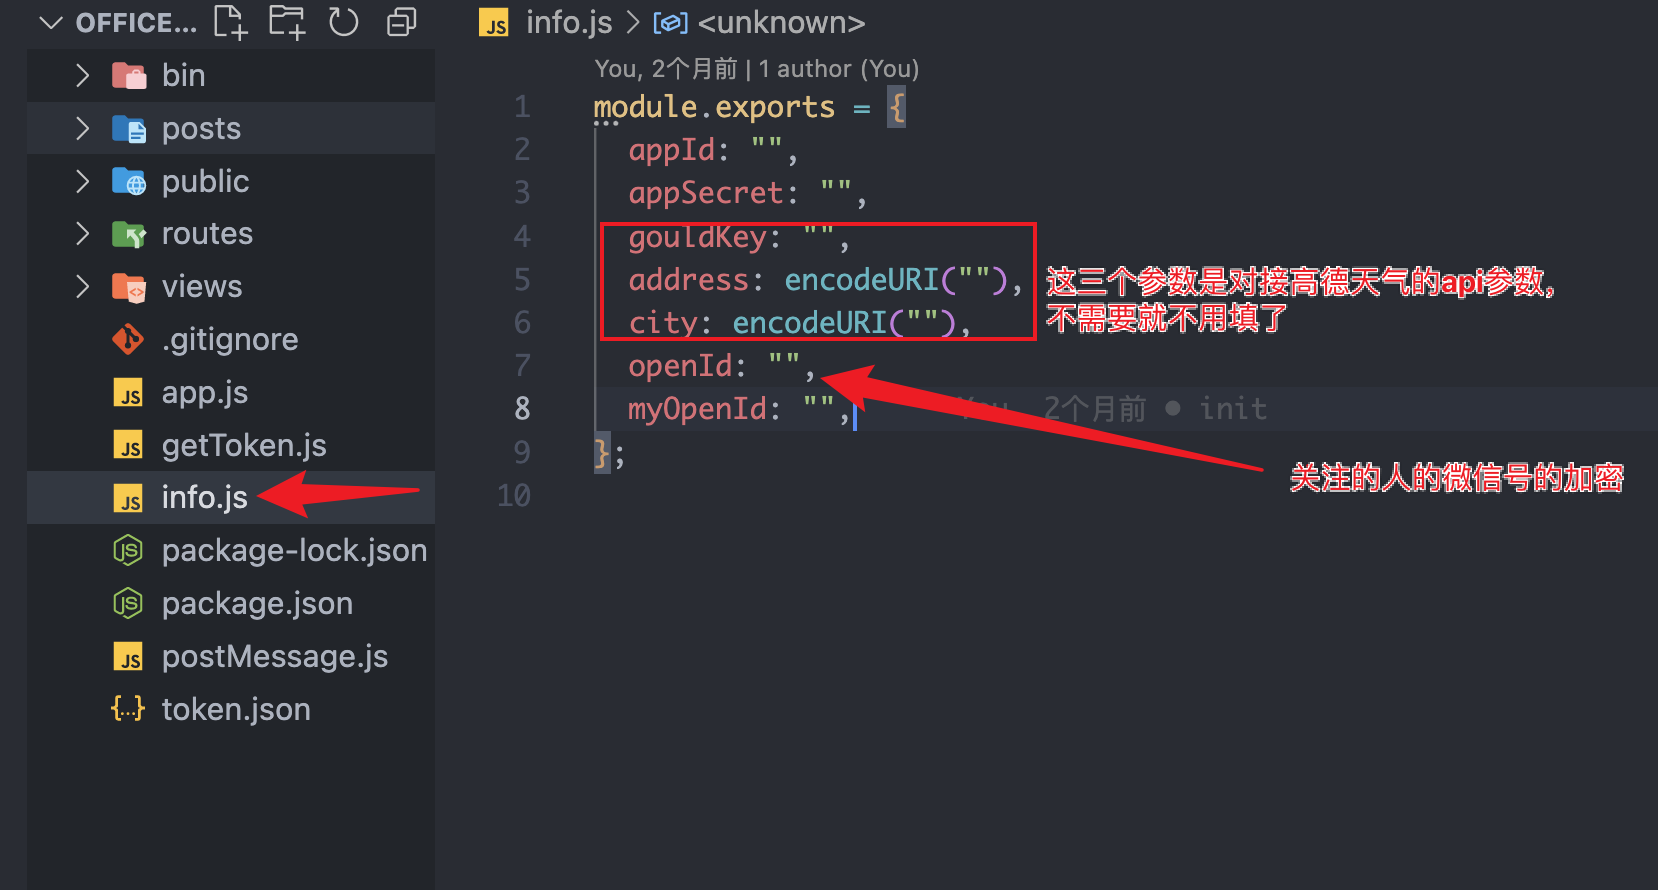 OFFICE...
bin
posts
public
routes
views
.gitignore
app.js
getToken.js
info.js
package-lock.json
package.json
postMessage.js
token.json
info.js > <unknown>
You, 2个月前 | 1 author (You)
1 module.exports = {
2 appId: "",
3 appSecret: "",
4 gouldKey: "",
5 address: encodeURI(""),
6 city: encodeURI(""),
7 openId: "",
8 myOpenId: "", You, 2个月前 • init
9 };
10
这三个参数是对接高德天气的api参数，
不需要就不用填了
关注的人的微信号的加密